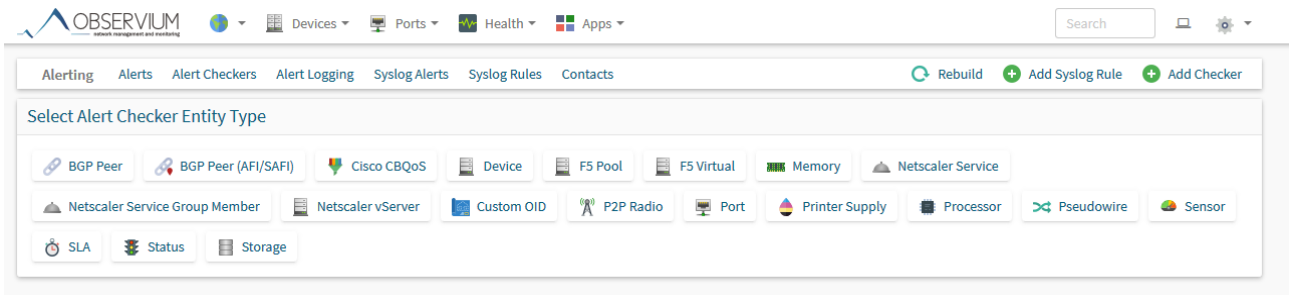 OBSERVIUM Devices Ports Health Apps Search
network management and monitoring
Alerting Alerts Alert Checkers Alert Logging Syslog Alerts Syslog Rules Contacts Rebuild Add Syslog Rule Add Checker
Select Alert Checker Entity Type
BGP Peer BGP Peer (AFI/SAFI) Cisco CBQoS Device F5 Pool F5 Virtual Memory Netscaler Service
Netscaler Service Group Member Netscaler vServer Custom OID P2P Radio Port Printer Supply Processor Pseudowire Sensor
SLA Status Storage